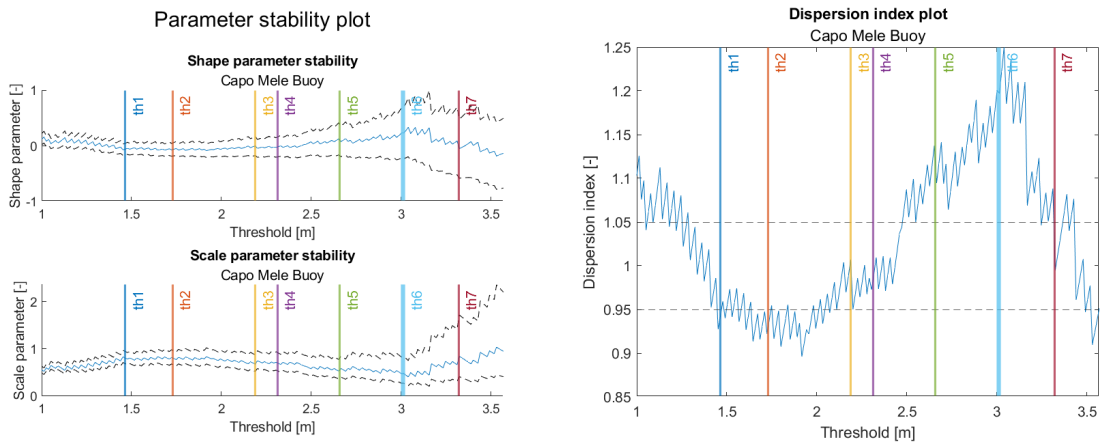 Parameter stability plot
Shape parameter stability
Capo Mele Buoy
Shape parameter [-]
1
0
-1
th1
th2
th3
th4
th5
th6
th7
1
1.5
2
2.5
3
3.5
Threshold [m]
Scale parameter stability
Capo Mele Buoy
Scale parameter [-]
2
1
0
th1
th2
th3
th4
th5
th6
th7
1
1.5
2
2.5
3
3.5
Threshold [m]
Dispersion index plot
Capo Mele Buoy
Dispersion index [-]
1.25
1.2
1.15
1.1
1.05
1
0.95
0.9
0.85
th1
th2
th3
th4
th5
th6
th7
1
1.5
2
2.5
3
3.5
Threshold [m]